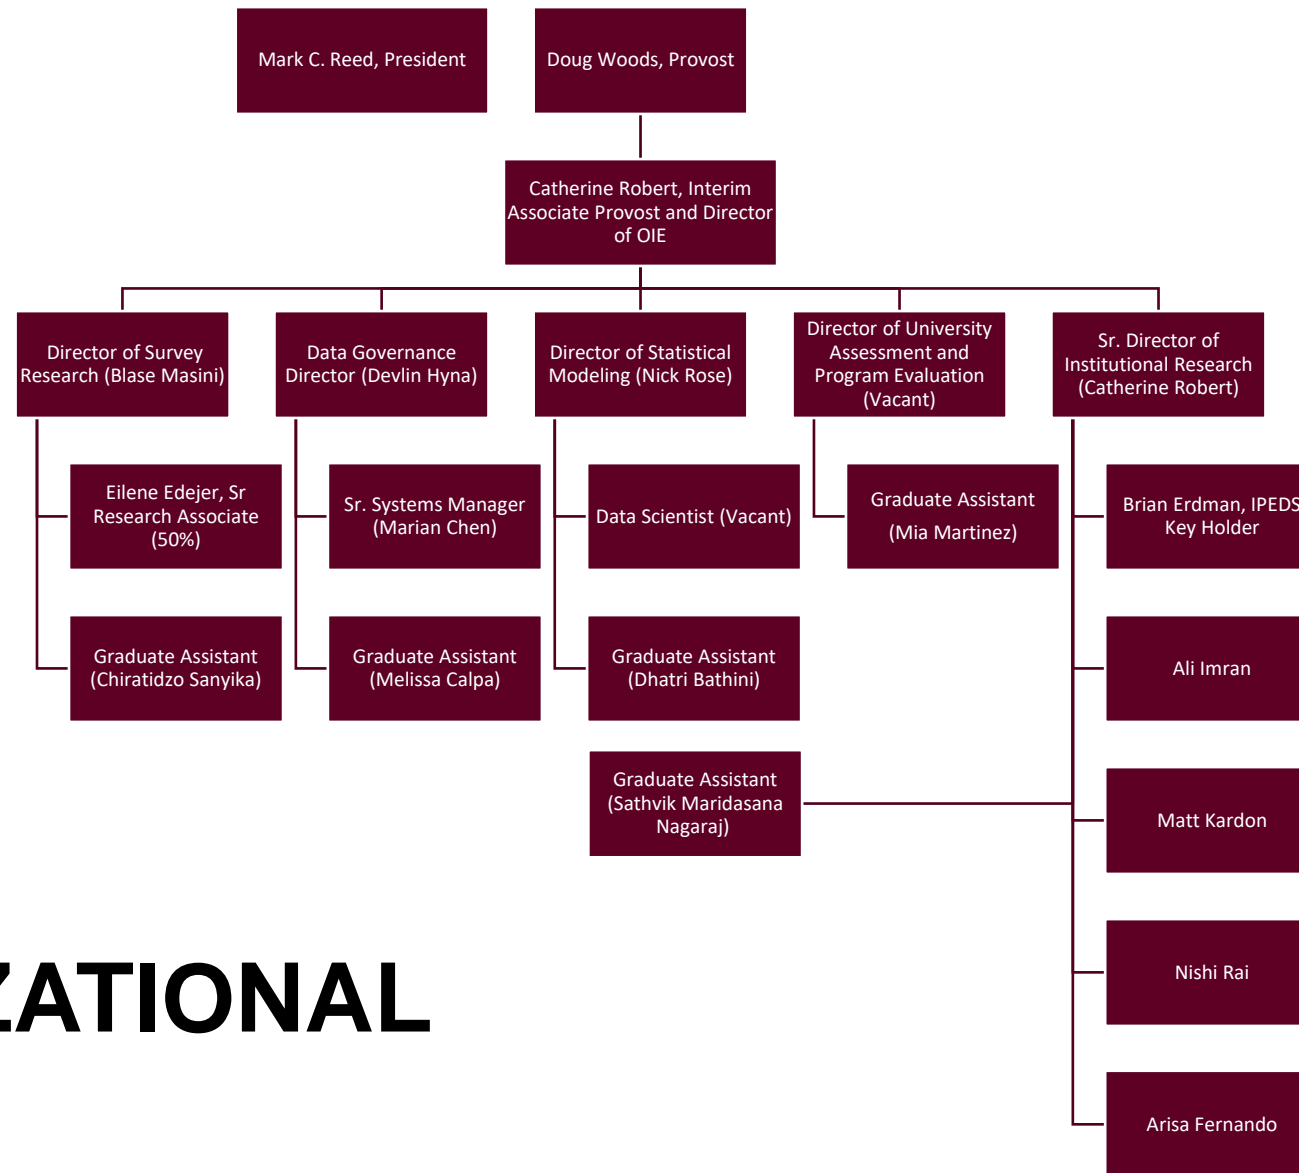 Mark C. Reed, President
Doug Woods, Provost
Catherine Robert, Interim
Associate Provost and Director
of OIE
Director of Survey
Research (Blase Masini)
Data Governance
Director (Devlin Hyna)
Director of Statistical
Modeling (Nick Rose)
Director of University
Assessment and
Program Evaluation
(Vacant)
Sr. Director of
Institutional Research
(Catherine Robert)
Eilene Edejer, Sr
Research Associate
(50%)
Sr. Systems Manager
(Marian Chen)
Data Scientist (Vacant)
Graduate Assistant
(Mia Martinez)
Brian Erdman, IPEDS
Key Holder
Graduate Assistant
(Chiratidzo Sanyika)
Graduate Assistant
(Melissa Calpa)
Graduate Assistant
(Dhatri Bathini)
Ali Imran
Graduate Assistant
(Sathvik Maridasana
Nagaraj)
Matt Kardon
Nishi Rai
ZATIONAL
Arisa Fernando